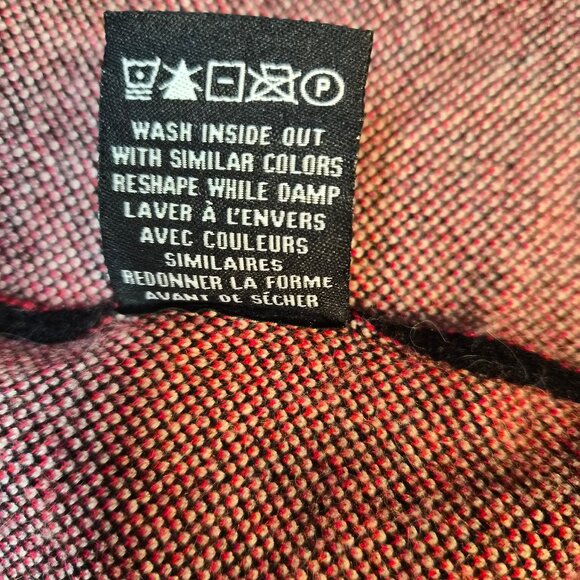 P
WASH INSIDE OUT
WITH SIMILAR COLORS
RESHAPE WHILE DAMP
LAVER À L'ENVERS
AVEC COULEURS
SIMILAIRES
REDONNER LA FORME
AVANT DE SÉCHER